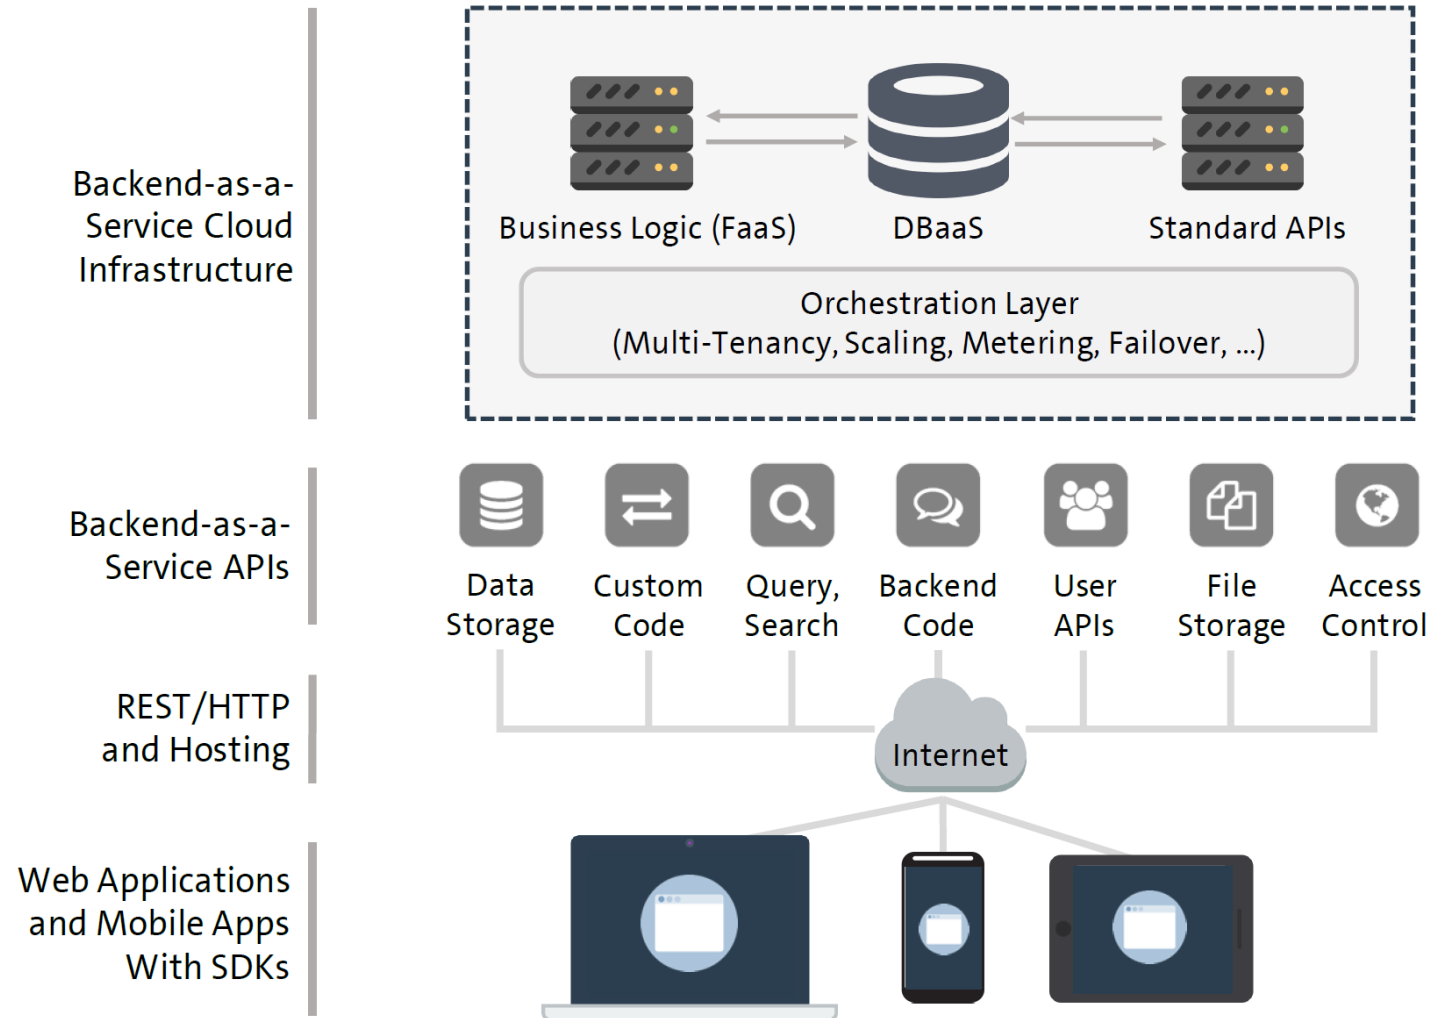 Backend-as-a-
Service Cloud
Infrastructure
Business Logic (FaaS)
DBaaS
Standard APIs
Orchestration Layer
(Multi-Tenancy, Scaling, Metering, Failover, ...)
Backend-as-a-
Service APIs
Data
Storage
Custom
Code
Query,
Search
Backend
Code
User
APIs
File
Storage
Access
Control
REST/HTTP
and Hosting
Internet
Web Applications
and Mobile Apps
With SDKs